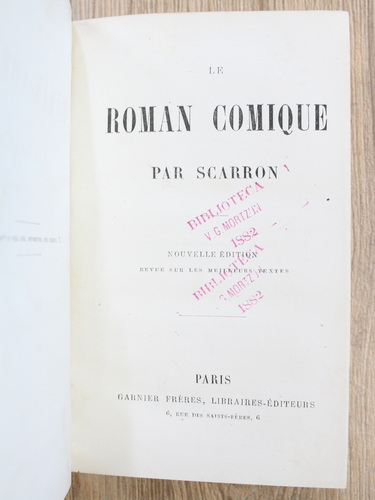 LE
ROMAN COMIQUE
PAR SCARRON
BIBLIOTECA
V. G. MORTZUN
1882
NOUVELLE ÉDITION
REVUE SUR LES MEILLEURS TEXTES
BIBLIOTECA
1882
PARIS
GARNIER FRÈRES, LIBRAIRES-ÉDITEURS
6, RUE DES SAINTS-PÈRES, 6